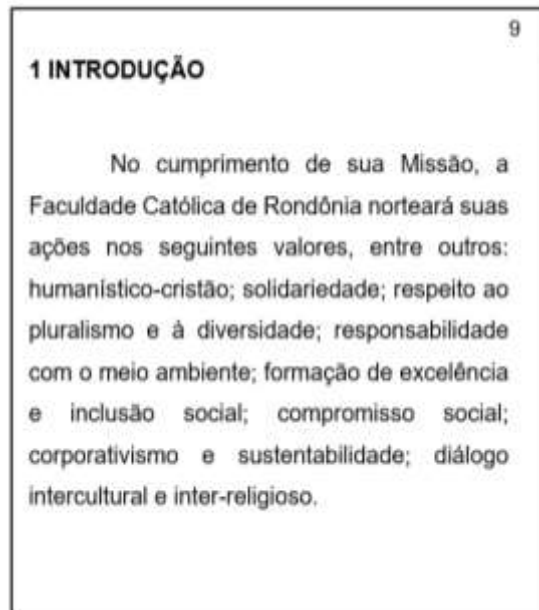 9
1 INTRODUÇÃO
No cumprimento de sua Missão, a
Faculdade Católica de Rondônia norteará suas
ações nos seguintes valores, entre outros:
humanístico-cristão; solidariedade; respeito ao
pluralismo e à diversidade; responsabilidade
com o meio ambiente; formação de excelência
e inclusão social; compromisso social;
corporativismo e sustentabilidade; diálogo
intercultural e inter-religioso.